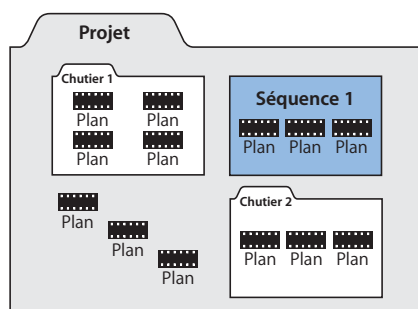 Projet
Chutier 1
Plan Plan
Plan Plan
Séquence 1
Plan Plan Plan
Plan
Plan
Plan
Chutier 2
Plan Plan Plan